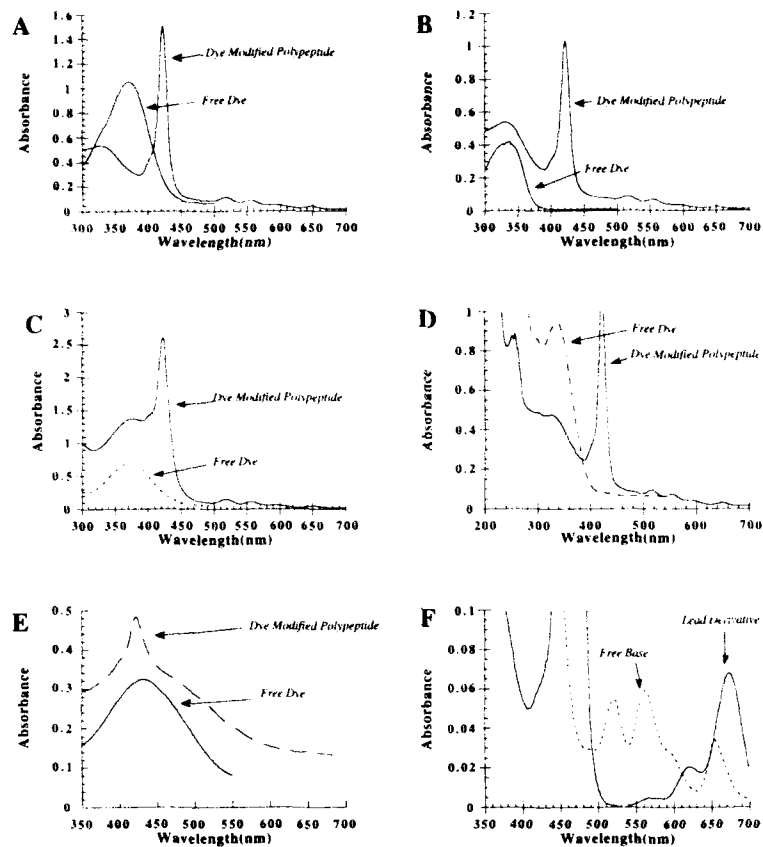 A
1.6
1.4
1.2
1
0.8
0.6
0.4
0.2
0
Absorbance
Dye Modified Polypeptide
Free Dye
300 350 400 450 500 550 600 650 700
Wavelength(nm)
B
1.2
1
0.8
0.6
0.4
0.2
0
Absorbance
Dye Modified Polypeptide
Free Dye
300 350 400 450 500 550 600 650 700
Wavelength(nm)
C
3
2.5
2
1.5
1
0.5
0
Absorbance
Dye Modified Polypeptide
Free Dye
300 350 400 450 500 550 600 650 700
Wavelength(nm)
D
1
0.8
0.6
0.4
0.2
0
Absorbance
Free Dye
Dye Modified Polypeptide
200 300 400 500 600 700
Wavelength(nm)
E
0.5
0.4
0.3
0.2
0.1
0
Absorbance
Dye Modified Polypeptide
Free Dye
300 350 400 450 500 550 600 650 700
Wavelength(nm)
F
0.1
0.08
0.06
0.04
0.02
0
Absorbance
Lead Derivative
Free Base
350 400 450 500 550 600 650 700
Wavelength(nm)